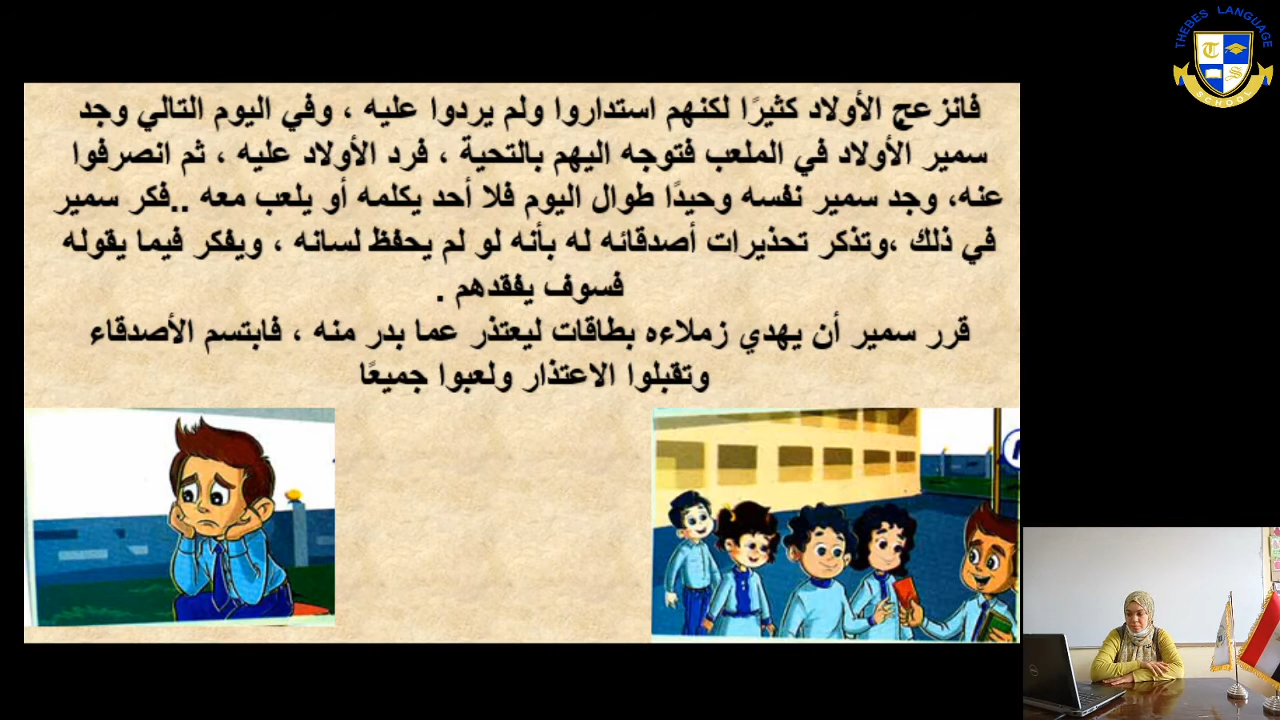 فانزعج الأولاد كثيرًا لكنهم استداروا ولم يردوا عليه ، وفي اليوم التالي وجد
سمير الأولاد في الملعب فتوجه اليهم بالتحية ، فرد الأولاد عليه ، ثم انصرفوا
عنه، وجد سمير نفسه وحيدًا طوال اليوم فلا أحد يكلمه أو يلعب معه ..فكر سمير
في ذلك ،وتذكر تحذيرات أصدقائه له بأنه لو لم يحفظ لسانه ، ويفكر فيما يقوله
فسوف يفقدهم .
قرر سمير أن يهدي زملاءه بطاقات ليعتذر عما بدر منه ، فابتسم الأصدقاء
وتقبلوا الاعتذار ولعبوا جميعًا
THEBES LANGUAGE
T
S
SCHOOL